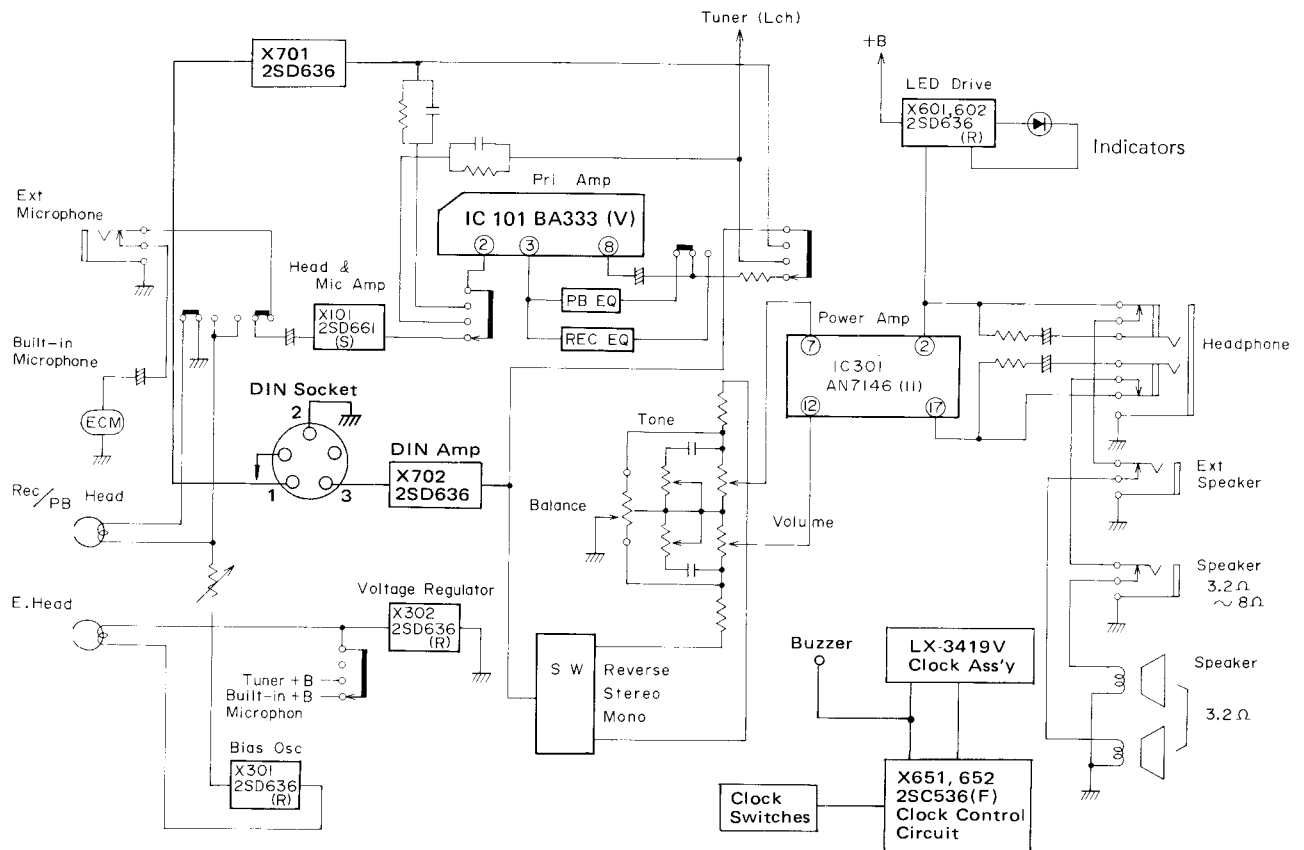 Tuner (Lch)
+B
X701
2SD636
LED Drive
X601,602
2SD636
(R)
Indicators
Pri Amp
IC 101 BA333 (V)
2
3
8
Ext
Microphone
Head &
Mic Amp
X101
2SD661
(S)
PB EQ
REC EQ
Power Amp
7
2
IC301
AN7146 (II)
12
17
Headphone
Built-in
Microphone
ECM
DIN Socket
2
1
3
DIN Amp
X702
2SD636
Tone
Balance
Volume
Ext
Speaker
Rec/PB Head
Speaker
3.2Ω
~ 8Ω
E.Head
Voltage Regulator
X302
2SD636
(R)
Tuner +B
Built-in +B
Microphon
S W
Reverse
Stereo
Mono
Buzzer
LX-3419V
Clock Ass'y
Speaker
3.2Ω
Bias Osc
X301
2SD636
(R)
Clock
Switches
X651, 652
2SC536(F)
Clock Control
Circuit